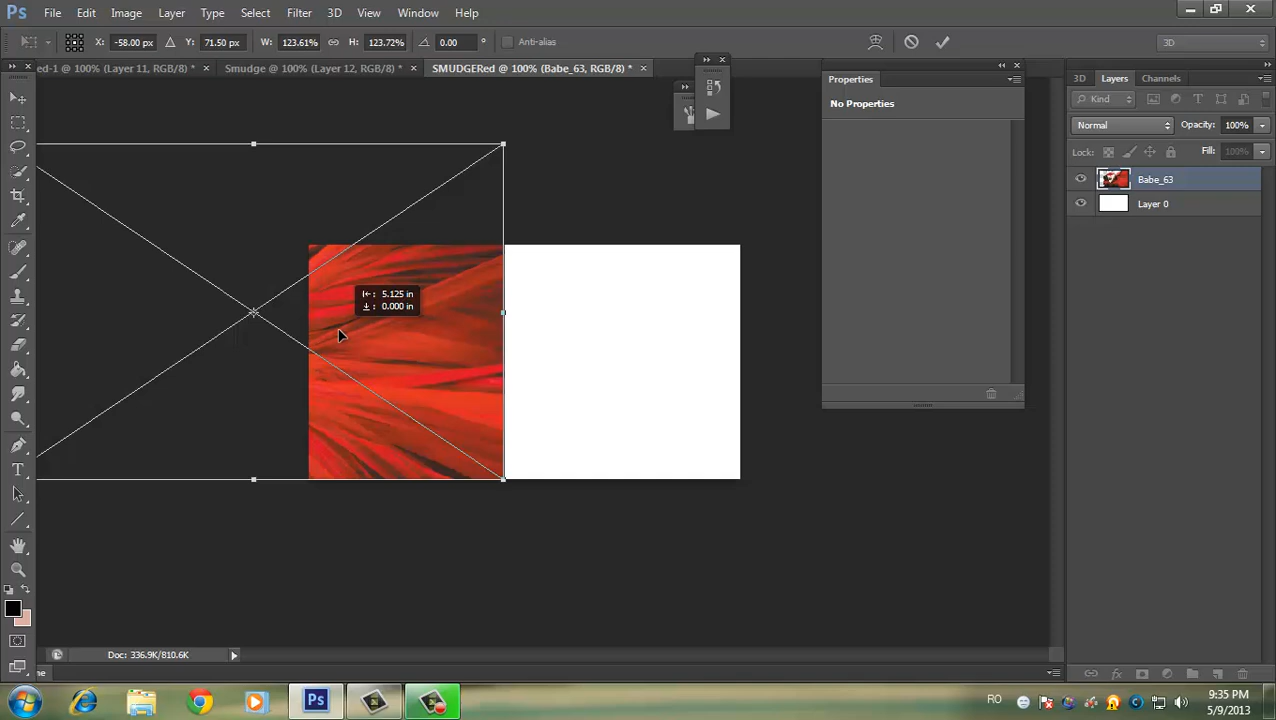 Ps File Edit Image Layer Type Select Filter 3D View Window Help
X: -58.00 px Y: 71.50 px W: 123.61% H: 123.72% 0.00 ° Anti-alias 3D
ed-1 @ 100% (Layer 11, RGB/8) * × Smudge @ 100% (Layer 12, RGB/8) * × SMUDGERed @ 100% (Babe_63, RGB/8) * ×
Properties
No Properties
3D Layers Channels
Kind
Normal Opacity: 100%
Lock: Fill: 100%
Babe_63
Layer 0
5.125 in
0.000 in
Doc: 336.9K/810.6K
ne
Ps
RO
9:35 PM
5/9/2013